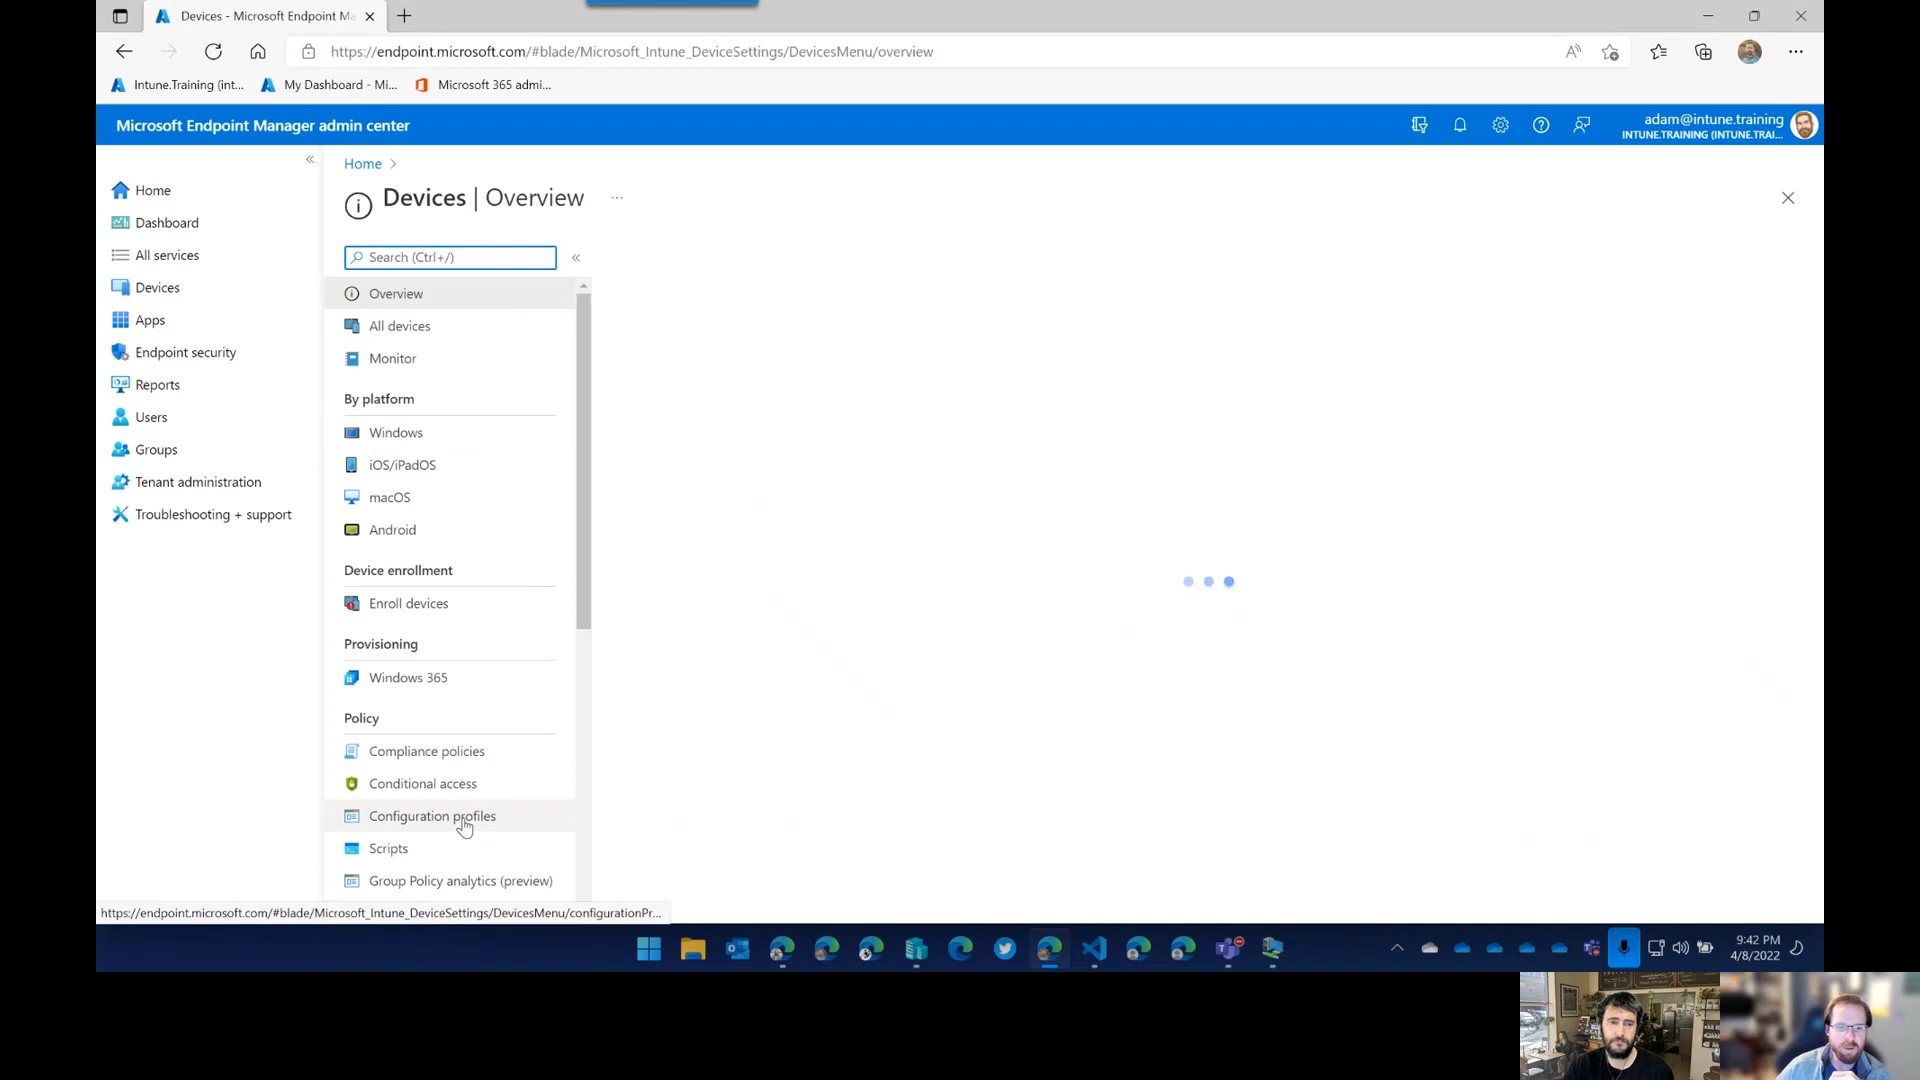 Devices - Microsoft Endpoint Ma
https://endpoint.microsoft.com/#blade/Microsoft_Intune_DeviceSettings/DevicesMenu/overview
Intune.Training (int...
My Dashboard - Mi...
Microsoft 365 admi...
Microsoft Endpoint Manager admin center
adam@intune.training
INTUNE.TRAINING (INTUNE.TRAI...
Home
Dashboard
All services
Devices
Apps
Endpoint security
Reports
Users
Groups
Tenant administration
Troubleshooting + support
Home
Devices | Overview
Search (Ctrl+/)
Overview
All devices
Monitor
By platform
Windows
iOS/iPadOS
macOS
Android
Device enrollment
Enroll devices
Provisioning
Windows 365
Policy
Compliance policies
Conditional access
Configuration profiles
Scripts
Group Policy analytics (preview)
https://endpoint.microsoft.com/#blade/Microsoft_Intune_DeviceSettings/DevicesMenu/configurationPr...
9:42 PM
4/8/2022